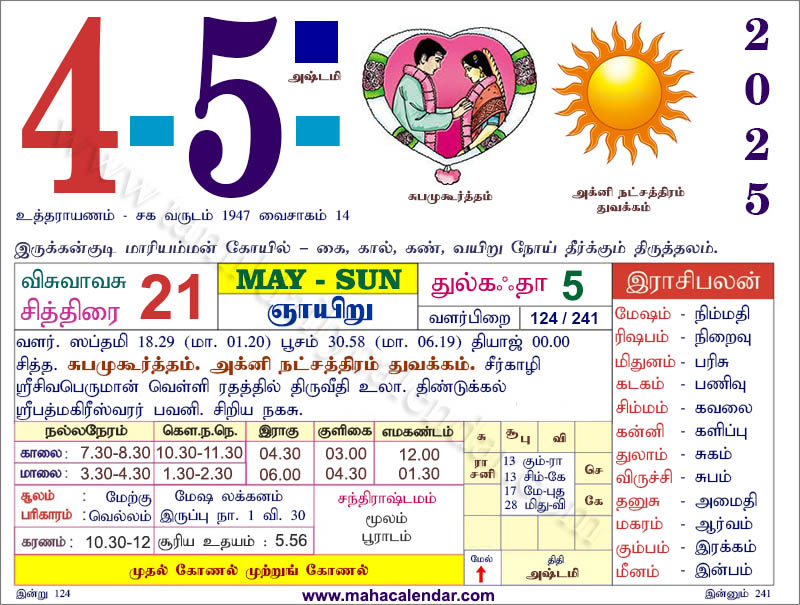 4-5-
2025
அஷ்டமி
சுபமுகூர்த்தம்
அக்னி நட்சத்திரம்
துவக்கம்
உத்தராயணம் - சக வருடம் 1947 வைசாகம் 14
இருக்கன்குடி மாரியம்மன் கோயில் – கை, கால், கண், வயிறு நோய் தீர்க்கும் திருத்தலம்.
விசுவாவசு
சித்திரை 21
MAY - SUN
ஞாயிறு
துல்கஃதா 5
வளர்பிறை 124 / 241
வளர். ஸப்தமி 18.29 (மா. 01.20) பூசம் 30.58 (மா. 06.19) தியாஜ் 00.00
சித்த. சுபமுகூர்த்தம். அக்னி நட்சத்திரம் துவக்கம். சீர்காழி
ஸ்ரீசிவபெருமான் வெள்ளி ரதத்தில் திருவீதி உலா. திண்டுக்கல்
ஸ்ரீபத்மகிரீஸ்வரர் பவனி. சிறிய நகசு.
நல்லநேரம் கௌ.ந.நெ. இராகு குளிகை எமகண்டம்
காலை: 7.30-8.30 10.30-11.30 04.30 03.00 12.00
மாலை: 3.30-4.30 1.30-2.30 06.00 04.30 01.30
சூலம் : மேற்கு
பரிகாரம் : வெல்லம்
மேஷ லக்கனம்
இருப்பு நா. 1 வி. 30
சந்திராஷ்டமம்
மூலம்
பூராடம்
கரணம்: 10.30-12 சூரிய உதயம் : 5.56
முதல் கோணல் முற்றுங் கோணல்
சு சூ பு வி
ரா சனி
13 கும்-ரா
13 சிம்-கே
17 மே-புத
28 மிது-வி
செ
கே
மேல்
திதி
அஷ்டமி
இராசிபலன்
மேஷம் - நிம்மதி
ரிஷபம் - நிறைவு
மிதுனம் - பரிசு
கடகம் - பணிவு
சிம்மம் - கவலை
கன்னி - களிப்பு
துலாம் - சுகம்
விருச்சி - சுபம்
தனுசு - அமைதி
மகரம் - ஆர்வம்
கும்பம் - இரக்கம்
மீனம் - இன்பம்
இன்று 124
www.mahacalendar.com
இன்னும் 241